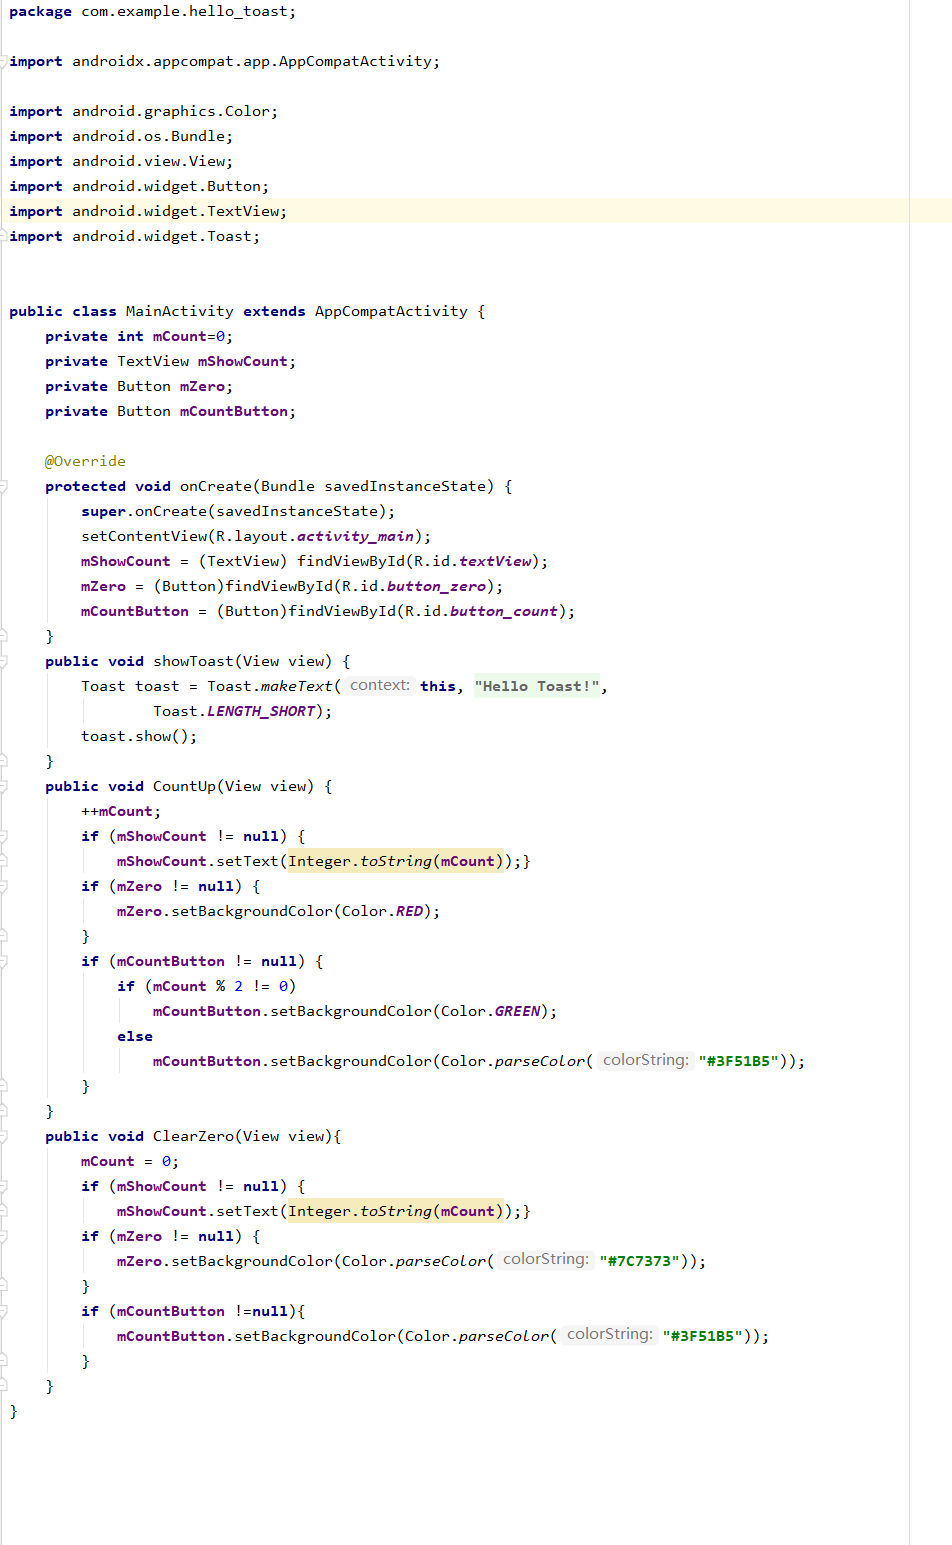 package com.example.hello_toast;
import androidx.appcompat.app.AppCompatActivity;
import android.graphics.Color;
import android.os.Bundle;
import android.view.View;
import android.widget.Button;
import android.widget.TextView;
import android.widget.Toast;
public class MainActivity extends AppCompatActivity {
    private int mCount=0;
    private TextView mShowCount;
    private Button mZero;
    private Button mCountButton;
    @Override
    protected void onCreate(Bundle savedInstanceState) {
        super.onCreate(savedInstanceState);
        setContentView(R.layout.activity_main);
        mShowCount = (TextView) findViewById(R.id.textView);
        mZero = (Button)findViewById(R.id.button_zero);
        mCountButton = (Button)findViewById(R.id.button_count);
    }
    public void showToast(View view) {
        Toast toast = Toast.makeText( context: this, "Hello Toast!",
                Toast.LENGTH_SHORT);
        toast.show();
    }
    public void CountUp(View view) {
        ++mCount;
        if (mShowCount != null) {
            mShowCount.setText(Integer.toString(mCount));}
        if (mZero != null) {
            mZero.setBackgroundColor(Color.RED);
        }
        if (mCountButton != null) {
            if (mCount % 2 != 0)
                mCountButton.setBackgroundColor(Color.GREEN);
            else
                mCountButton.setBackgroundColor(Color.parseColor( colorString: "#3F51B5"));
        }
    }
    public void ClearZero(View view){
        mCount = 0;
        if (mShowCount != null) {
            mShowCount.setText(Integer.toString(mCount));}
        if (mZero != null) {
            mZero.setBackgroundColor(Color.parseColor( colorString: "#7C7373"));
        }
        if (mCountButton !=null){
            mCountButton.setBackgroundColor(Color.parseColor( colorString: "#3F51B5"));
        }
    }
}